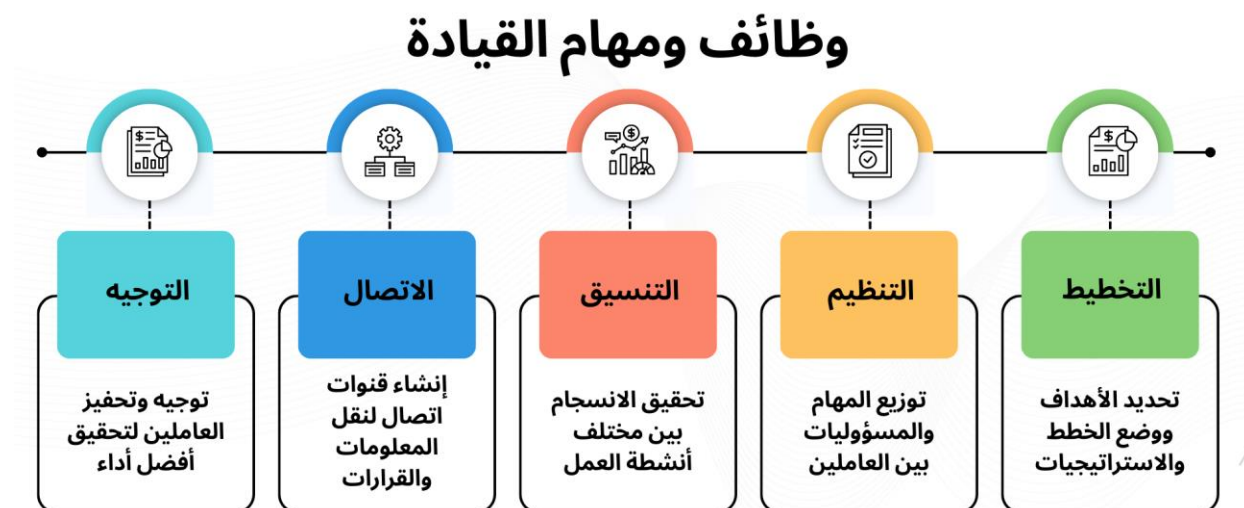 وظائف ومهام القيادة
التخطيط
تحديد الأهداف
ووضع الخطط
والاستراتيجيات
التنظيم
توزيع المهام
والمسؤوليات
بين العاملين
التنسيق
تحقيق الانسجام
بين مختلف
أنشطة العمل
الاتصال
إنشاء قنوات
اتصال لنقل
المعلومات
والقرارات
التوجيه
توجيه وتحفيز
العاملين لتحقيق
أفضل أداء